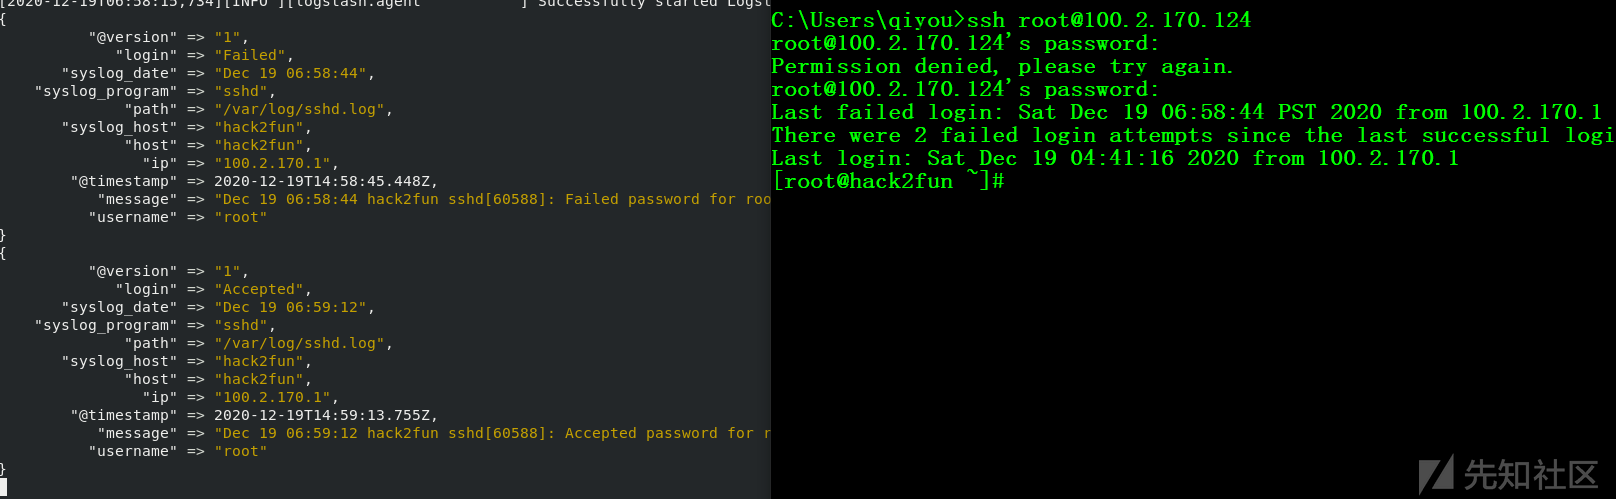 [2020-12-19T06:58:15,734][INFO ][logstash.agent           ] Successfully started Logst
{
"@version" => "1",
"login" => "Failed",
"syslog_date" => "Dec 19 06:58:44",
"syslog_program" => "sshd",
"path" => "/var/log/sshd.log",
"syslog_host" => "hack2fun",
"host" => "hack2fun",
"ip" => "100.2.170.1",
"@timestamp" => 2020-12-19T14:58:45.448Z,
"message" => "Dec 19 06:58:44 hack2fun sshd[60588]: Failed password for roo
"username" => "root"
}
{
"@version" => "1",
"login" => "Accepted",
"syslog_date" => "Dec 19 06:59:12",
"syslog_program" => "sshd",
"path" => "/var/log/sshd.log",
"syslog_host" => "hack2fun",
"host" => "hack2fun",
"ip" => "100.2.170.1",
"@timestamp" => 2020-12-19T14:59:13.755Z,
"message" => "Dec 19 06:59:12 hack2fun sshd[60588]: Accepted password for r
"username" => "root"
}
C:\Users\qiyou>ssh root@100.2.170.124
root@100.2.170.124's password:
Permission denied, please try again.
root@100.2.170.124's password:
Last failed login: Sat Dec 19 06:58:44 PST 2020 from 100.2.170.1
There were 2 failed login attempts since the last successful logi
Last login: Sat Dec 19 04:41:16 2020 from 100.2.170.1
[root@hack2fun ~]#
先知社区